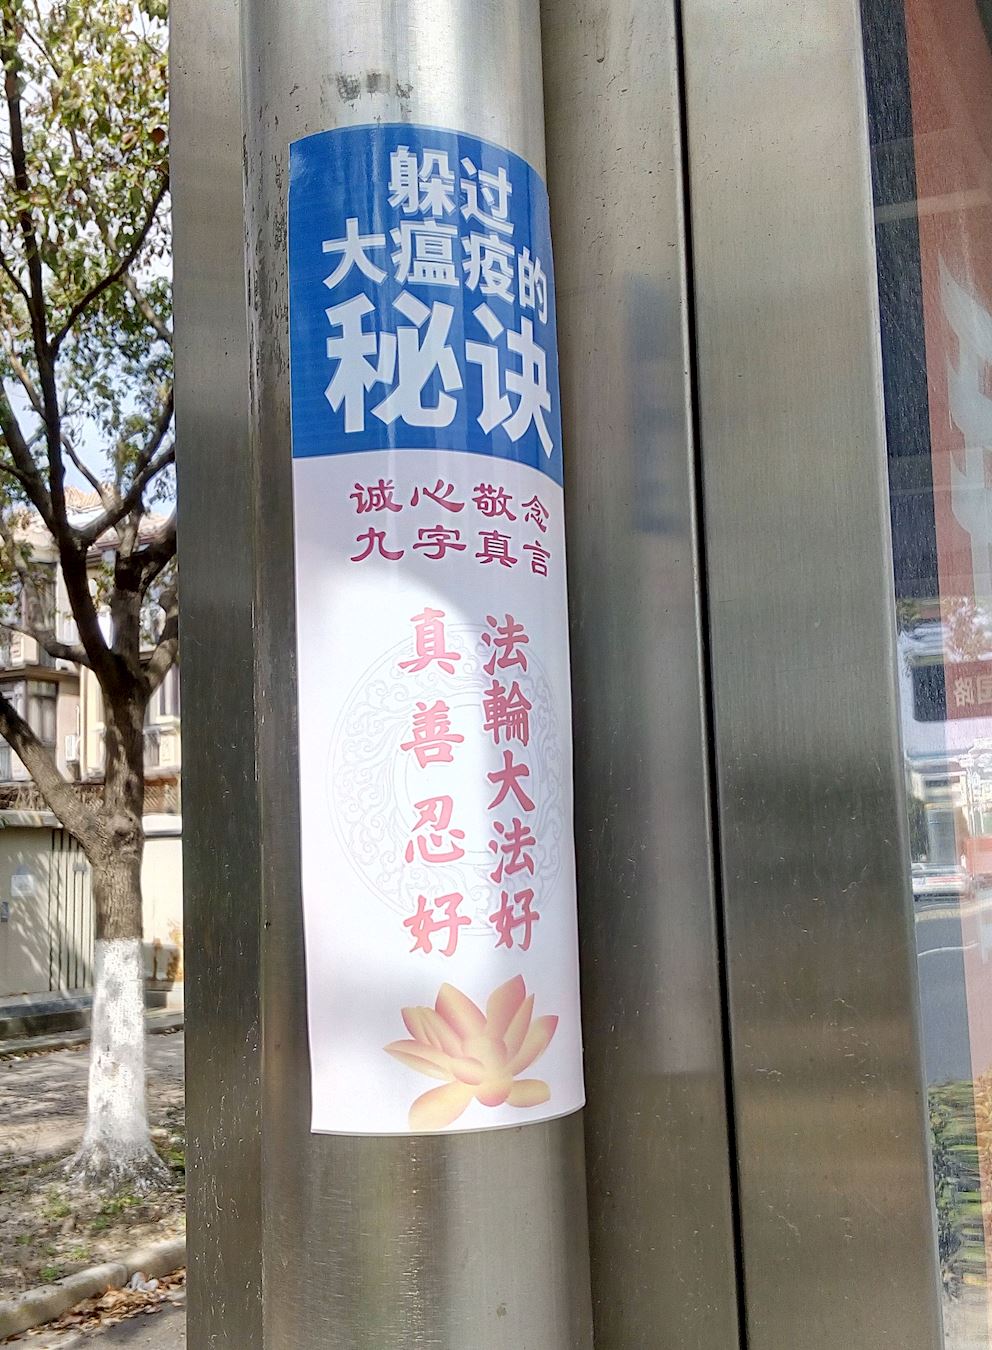 躲过
大瘟疫的
秘诀
诚心敬念
九字真言
法輪大法好
真善忍好